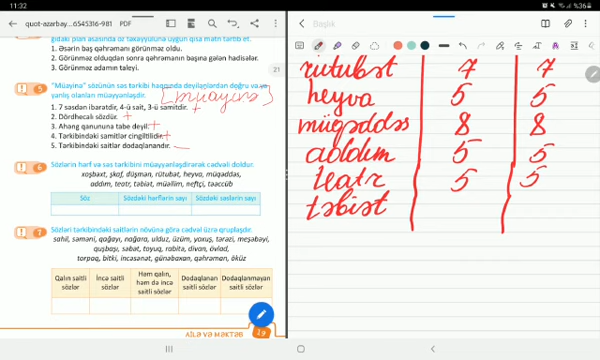 11:32
%36
quot-azarbay...6545316-981
PDF
Başlık
gidəki plan əsasında öz təxəyyülünə uyğun qısa mətn tərtib et.
1. Əsərin baş qəhrəmanı görünməz oldu.
2. Görünməz olduqdan sonra qəhrəmanın başına gələn hadisələr.
3. Görünməz adamın taleyi.
21
5
"Müayinə" sözünün səs tərkibi haqqında deyilənlərdən doğru və ya
yanlış olanları müəyyənləşdir.
[müayinə]
1. 7 səsdən ibarətdir, 4-ü sait, 3-ü samitdir. +
2. Dördhecalı sözdür. +
3. Ahəng qanununa tabe deyil. +
4. Tərkibindəki samitlər cingiltilidir. +
5. Tərkibindəki saitlər dodaqlanandır. —
6
Sözlərin hərf və səs tərkibini müəyyənləşdirərək cədvəli doldur.
xoşbəxt, şkaf, düşmən, rütubət, heyva, müqəddəs,
addım, teatr, təbiət, müəllim, neftçi, təəccüb
Söz
Sözdəki hərflərin sayı
Sözdəki səslərin sayı
7
Sözləri tərkibindəki saitlərin növünə görə cədvəl üzrə qruplaşdır.
sahil, səməni, qağayı, nağara, ulduz, üzüm, yoxuş, tərəzi, meşəbəyi,
quşbaşı, səbət, toyuq, rabitə, divan, övlad,
torpaq, bitki, incəsənət, günəbaxan, qəhrəman, öküz
Qalın saitli sözlər
İncə saitli sözlər
Həm qalın, həm də incə saitli sözlər
Dodaqlanan saitli sözlər
Dodaqlanmayan saitli sözlər
AİLƏ VƏ MƏKTƏB
19
rütubət 7 7
heyva 5 5
müqəddəs 8 8
addım 5 5
teatr 5 5
təbiət